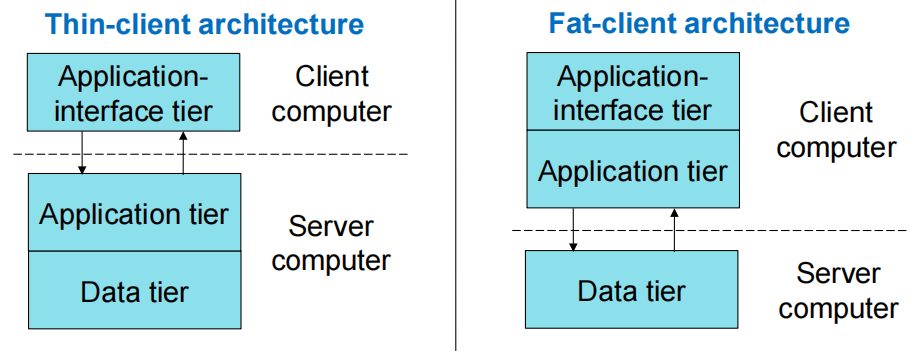 Thin-client architecture
Application-
interface tier
Client
computer
Application tier
Server
computer
Data tier
Fat-client architecture
Application-
interface tier
Client
computer
Application tier
Data tier
Server
computer